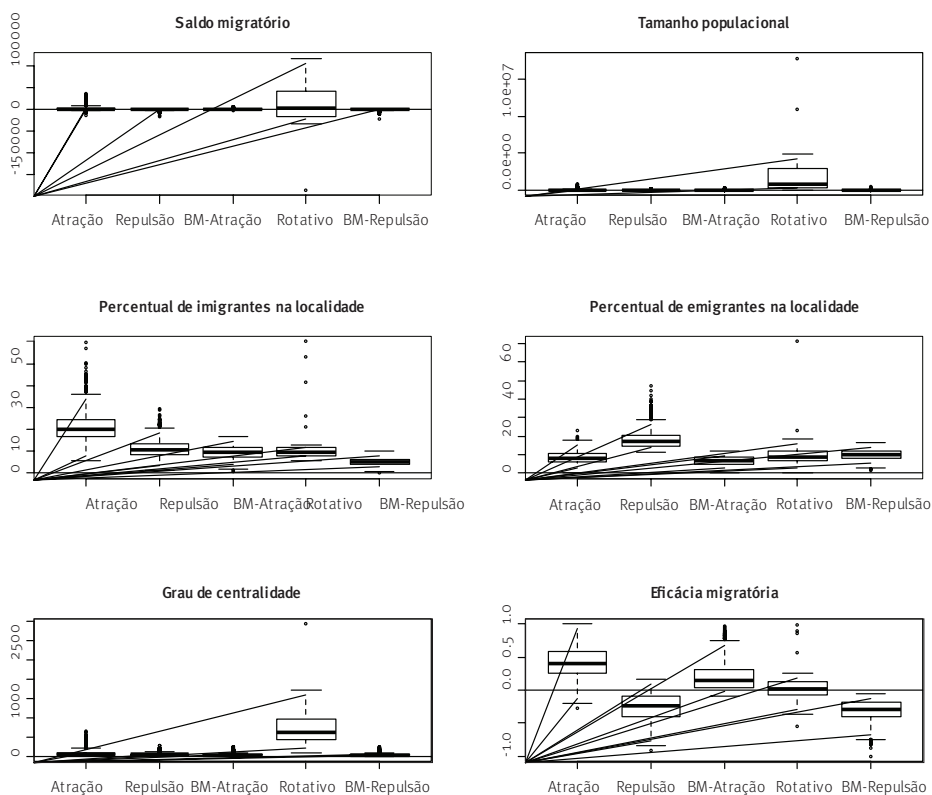 Saldo migratório
100000
0
-150000
Atração Repulsão BM-Atração Rotativo BM-Repulsão
Tamanho populacional
1.0e+07
0.0e+0
Atração Repulsão BM-Atração Rotativo BM-Repulsão
Percentual de imigrantes na localidade
50
30
10
0
Atração Repulsão BM-Atração Rotativo BM-Repulsão
Percentual de emigrantes na localidade
60
40
20
0
Atração Repulsão BM-Atração Rotativo BM-Repulsão
Grau de centralidade
2500
1000
0
Atração Repulsão BM-Atração Rotativo BM-Repulsão
Eficácia migratória
1.0
0.5
0.0
-1.0
Atração Repulsão BM-Atração Rotativo BM-Repulsão